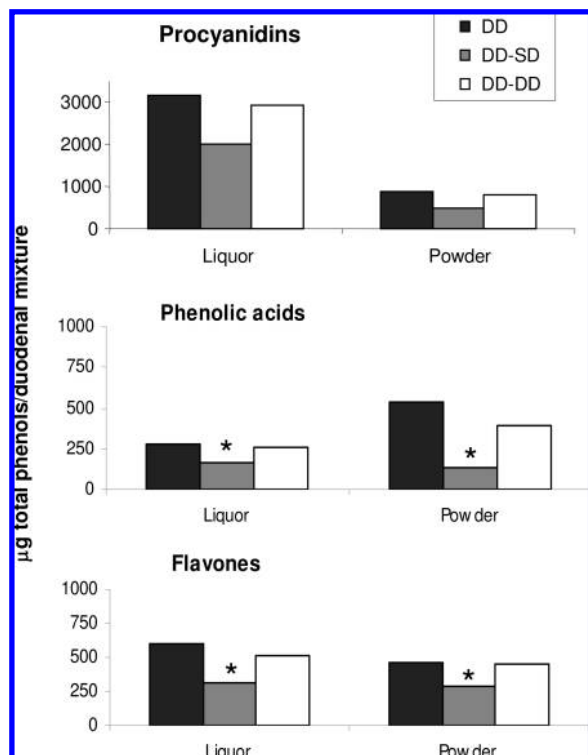 Procyanidins
DD
DD-SD
DD-DD
3000
2000
1000
0
Liquor Powder
µg total phenols/duodenal mixture
Phenolic acids
1000
750
500
250
0
* *
Liquor Powder
Flavones
1000
750
500
250
0
* *
Liquor Powder